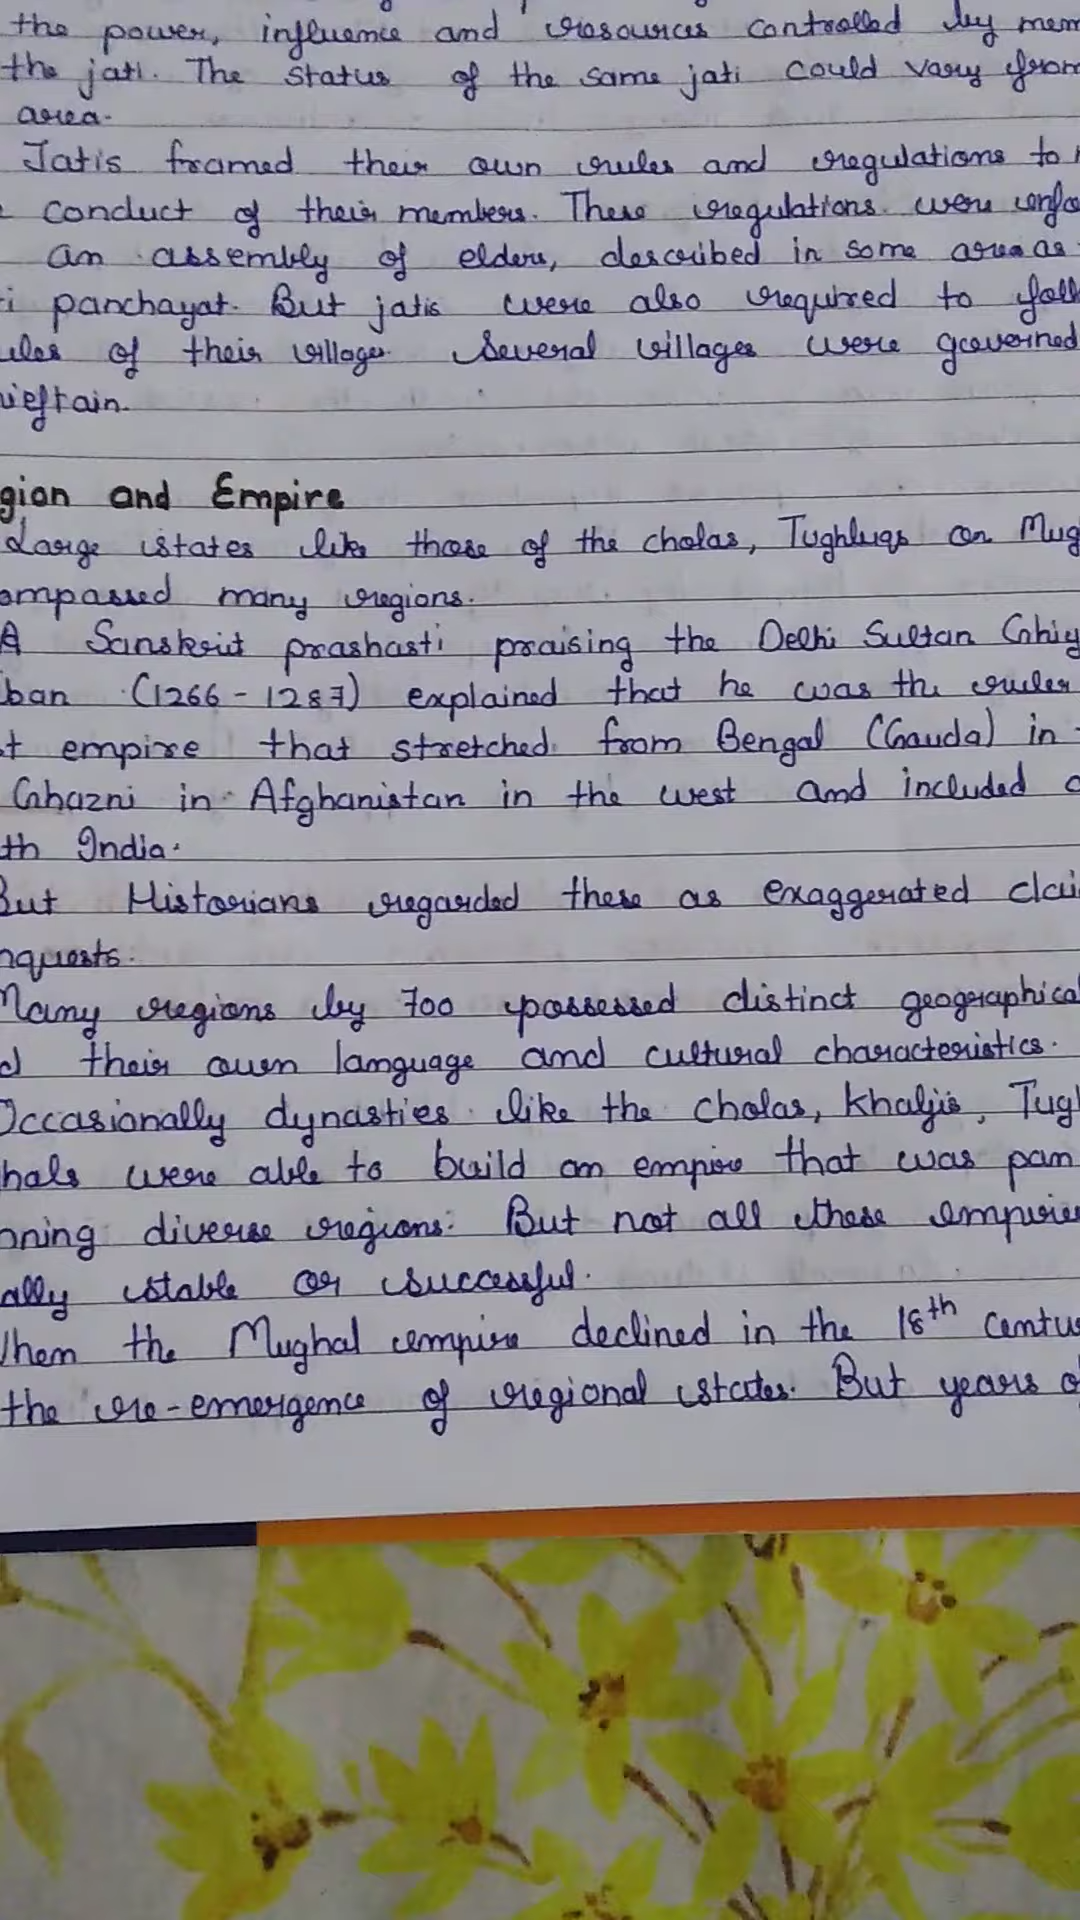 the power, influence and resources controlled by mem
the jati. The status of the same jati could vary from
area.
Jatis framed their own rules and regulations to
conduct of their members. These regulations were enfo
an assembly of elders, described in some area as
i panchayat. But jatis were also required to foll
ules of their village. Several villages were governed
ieftain.
gion and Empire
Large states like those of the cholas, Tughluqs or Mug
ompassed many regions.
A Sanskrit prashasti praising the Delhi Sultan Ghiy
ban (1266-1287) explained that he was the ruler
t empire that stretched from Bengal (Gauda) in
Ghazni in Afghanistan in the west and included
th India.
But Historians regarded these as exaggerated clai
nquests.
Many regions by 700 possessed distinct geographical
d their own language and cultural characteristics.
Occasionally dynasties like the cholas, Khaljis, Tugh
hals were able to build an empire that was pan
nning diverse regions. But not all these empires
ally stable or successful.
When the Mughal empire declined in the 18th centu
the re-emergence of regional states. But years o